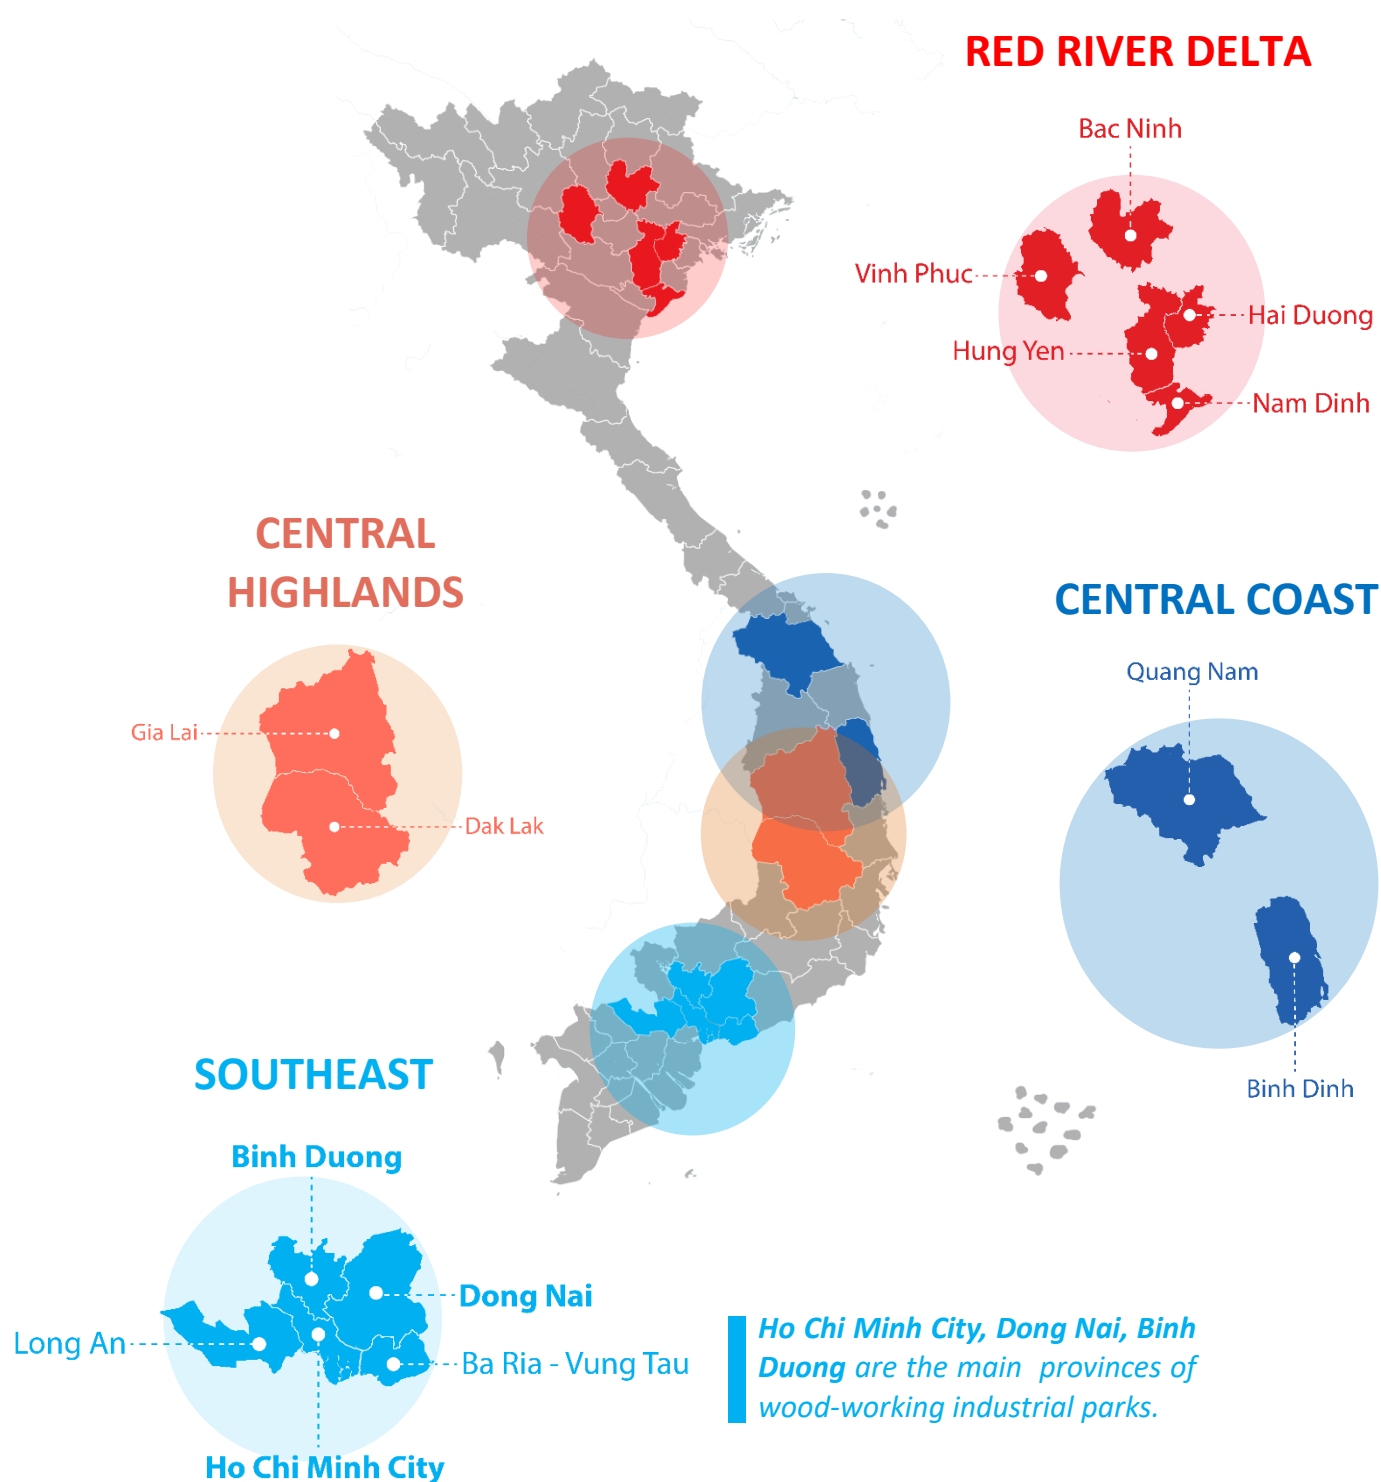 RED RIVER DELTA
Bac Ninh
Vinh Phuc
Hai Duong
Hung Yen
Nam Dinh
CENTRAL
HIGHLANDS
Gia Lai
Dak Lak
CENTRAL COAST
Quang Nam
Binh Dinh
SOUTHEAST
Binh Duong
Dong Nai
Long An
Ba Ria - Vung Tau
Ho Chi Minh City
Ho Chi Minh City, Dong Nai, Binh
Duong are the main provinces of
wood-working industrial parks.